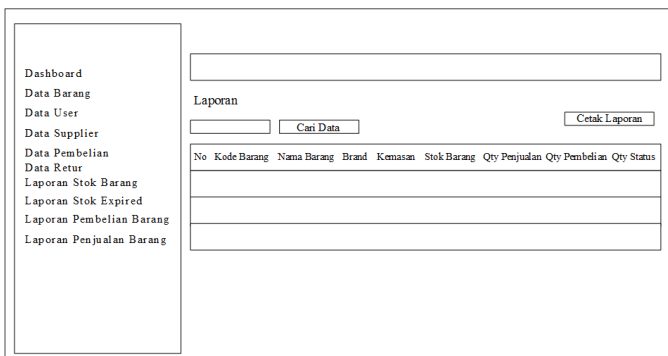 Dashboard
Data Barang
Data User
Data Supplier
Data Pembelian
Data Retur
Laporan Stok Barang
Laporan Stok Expired
Laporan Pembelian Barang
Laporan Penjualan Barang
Laporan
Cari Data
Cetak Laporan
No Kode Barang Nama Barang Brand Kemasan Stok Barang Qty Penjualan Qty Pembelian Qty Status